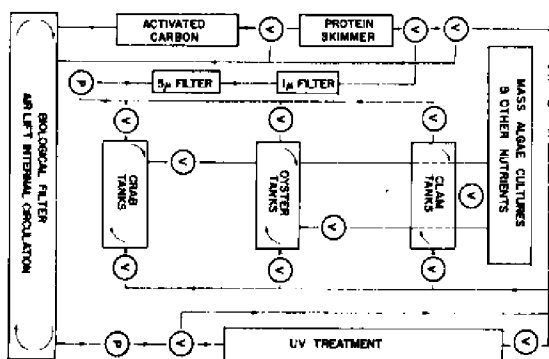 ACTIVATED
CARBON
V
PROTEIN
SKIMMER
V
V
P
5μ FILTER
1μ FILTER
MASS ALGAE CULTURES
& OTHER NUTRIENTS
V
V
V
BIOLOGICAL FILTER
AIR LIFT INTERNAL CIRCULATION
CRAB
TANKS
V
OYSTER
TANKS
CLAM
TANKS
V
V
V
V
V
P
V
UV TREATMENT
V